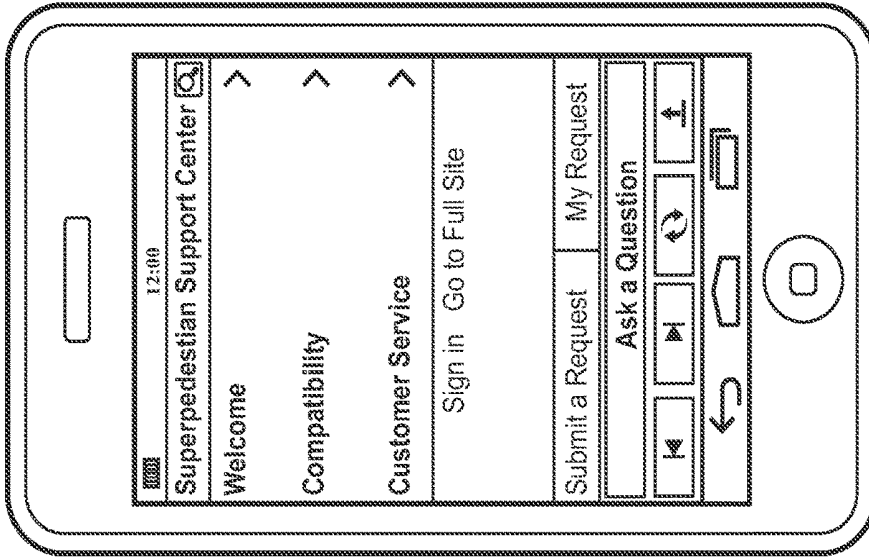 12:00
Superpedestian Support Center
Welcome
Compatibility
Customer Service
Sign in Go to Full Site
Submit a Request My Request
Ask a Question